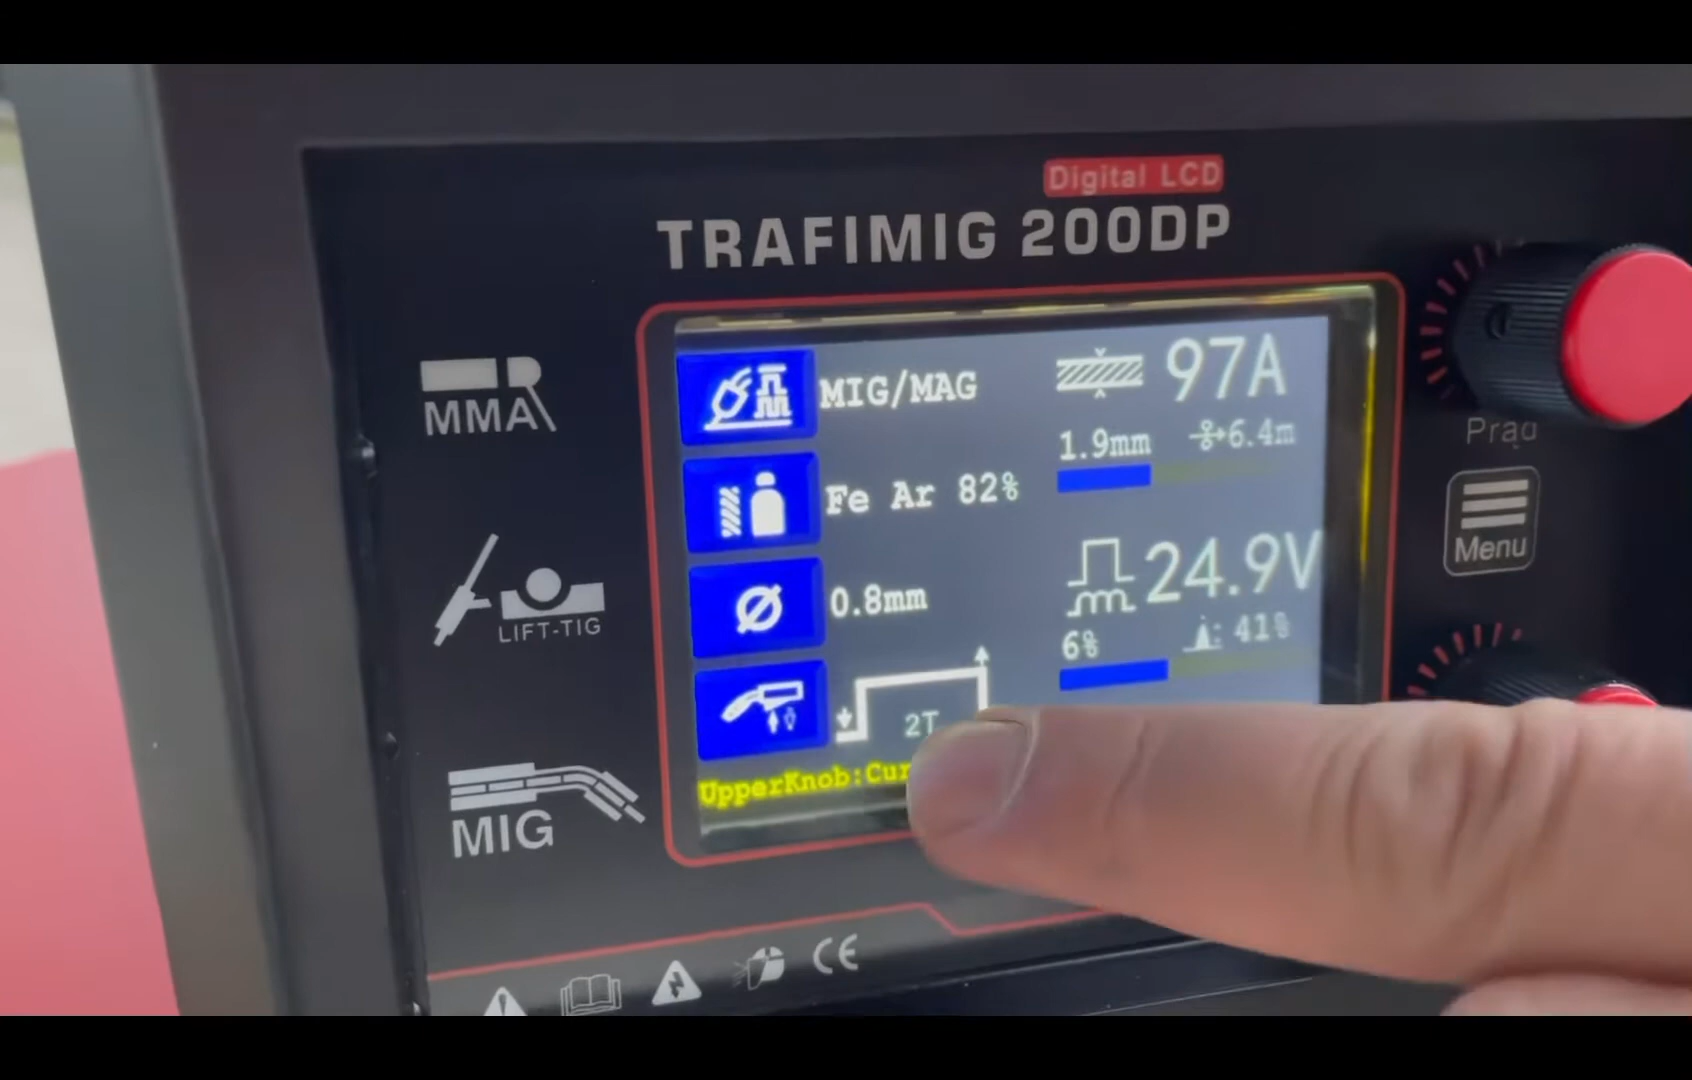 Digital LCD
TRAFIMIG 200DP
MMA
LIFT-TIG
MIG
MIG/MAG
Fe Ar 82%
0.8mm
2T
97A
1.9mm
6.4m
24.9V
6%
41%
UpperKnob:Cur
Prąd
Menu
CE